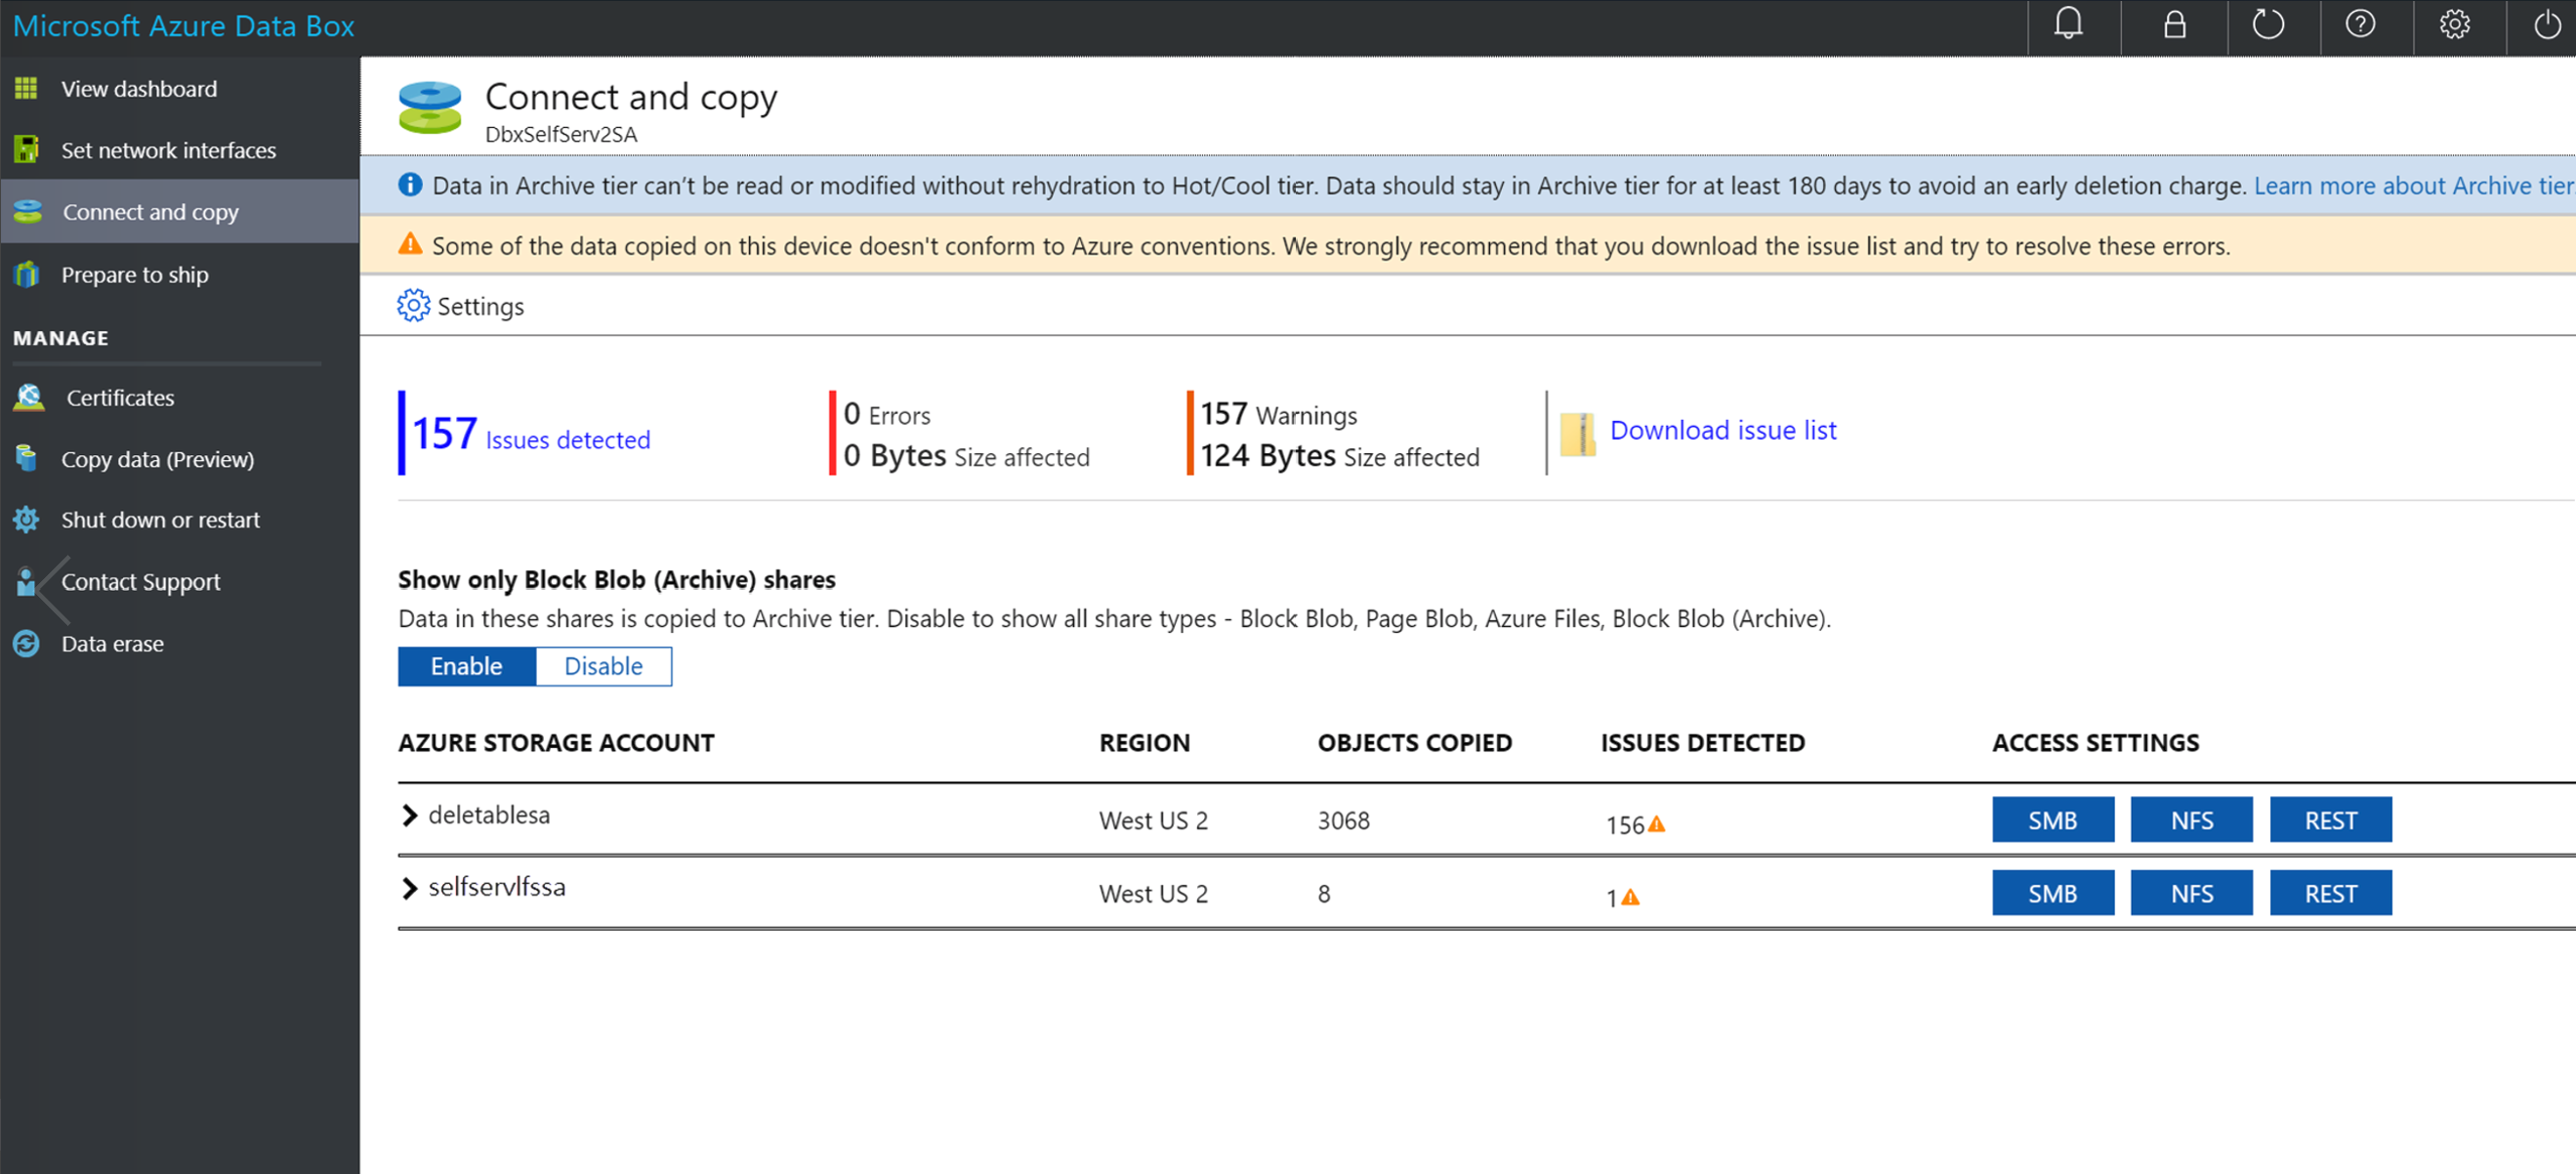 Microsoft Azure Data Box
View dashboard
Set network interfaces
Connect and copy
Prepare to ship
MANAGE
Certificates
Copy data (Preview)
Shut down or restart
Contact Support
Data erase
Connect and copy
DbxSelfServ2SA
Data in Archive tier can't be read or modified without rehydration to Hot/Cool tier. Data should stay in Archive tier for at least 180 days to avoid an early deletion charge. Learn more about Archive tier
Some of the data copied on this device doesn't conform to Azure conventions. We strongly recommend that you download the issue list and try to resolve these errors.
Settings
157 Issues detected
0 Errors
0 Bytes Size affected
157 Warnings
124 Bytes Size affected
Download issue list
Show only Block Blob (Archive) shares
Data in these shares is copied to Archive tier. Disable to show all share types - Block Blob, Page Blob, Azure Files, Block Blob (Archive).
Enable Disable
AZURE STORAGE ACCOUNT REGION OBJECTS COPIED ISSUES DETECTED ACCESS SETTINGS
deletablesa West US 2 3068 156 SMB NFS REST
selfservlfssa West US 2 8 1 SMB NFS REST